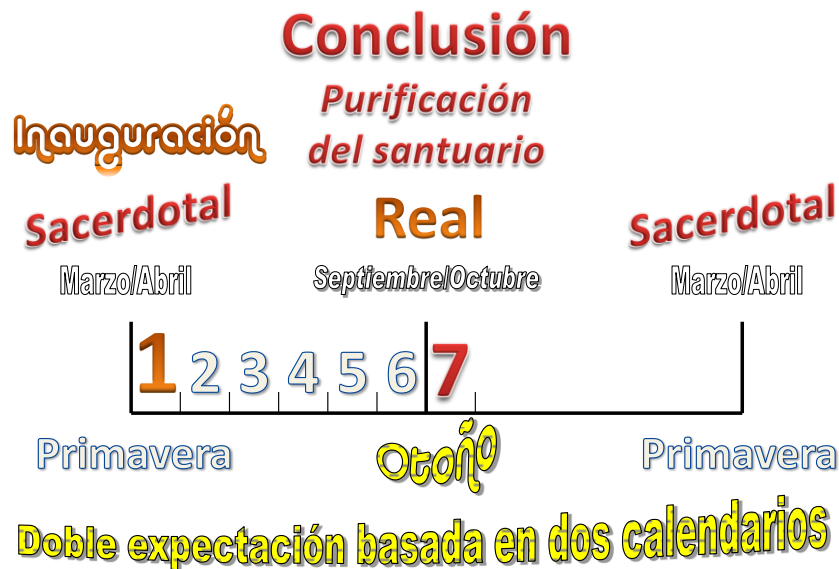 Conclusión
Purificación
del santuario
Inauguración
Sacerdotal Real Sacerdotal
Marzo/Abril Septiembre/Octubre Marzo/Abril
1 2 3 4 5 6 7
Primavera Otoño Primavera
Doble expectación basada en dos calendarios